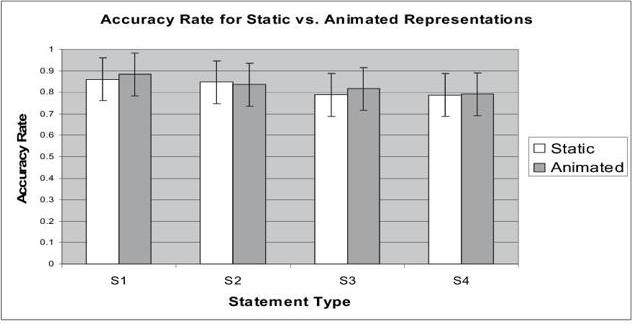 Accuracy Rate for Static vs. Animated Representations
1
0.9
0.8
0.7
0.6
0.5
0.4
0.3
0.2
0.1
0
Accuracy Rate
S1 S2 S3 S4
Statement Type
Static
Animated